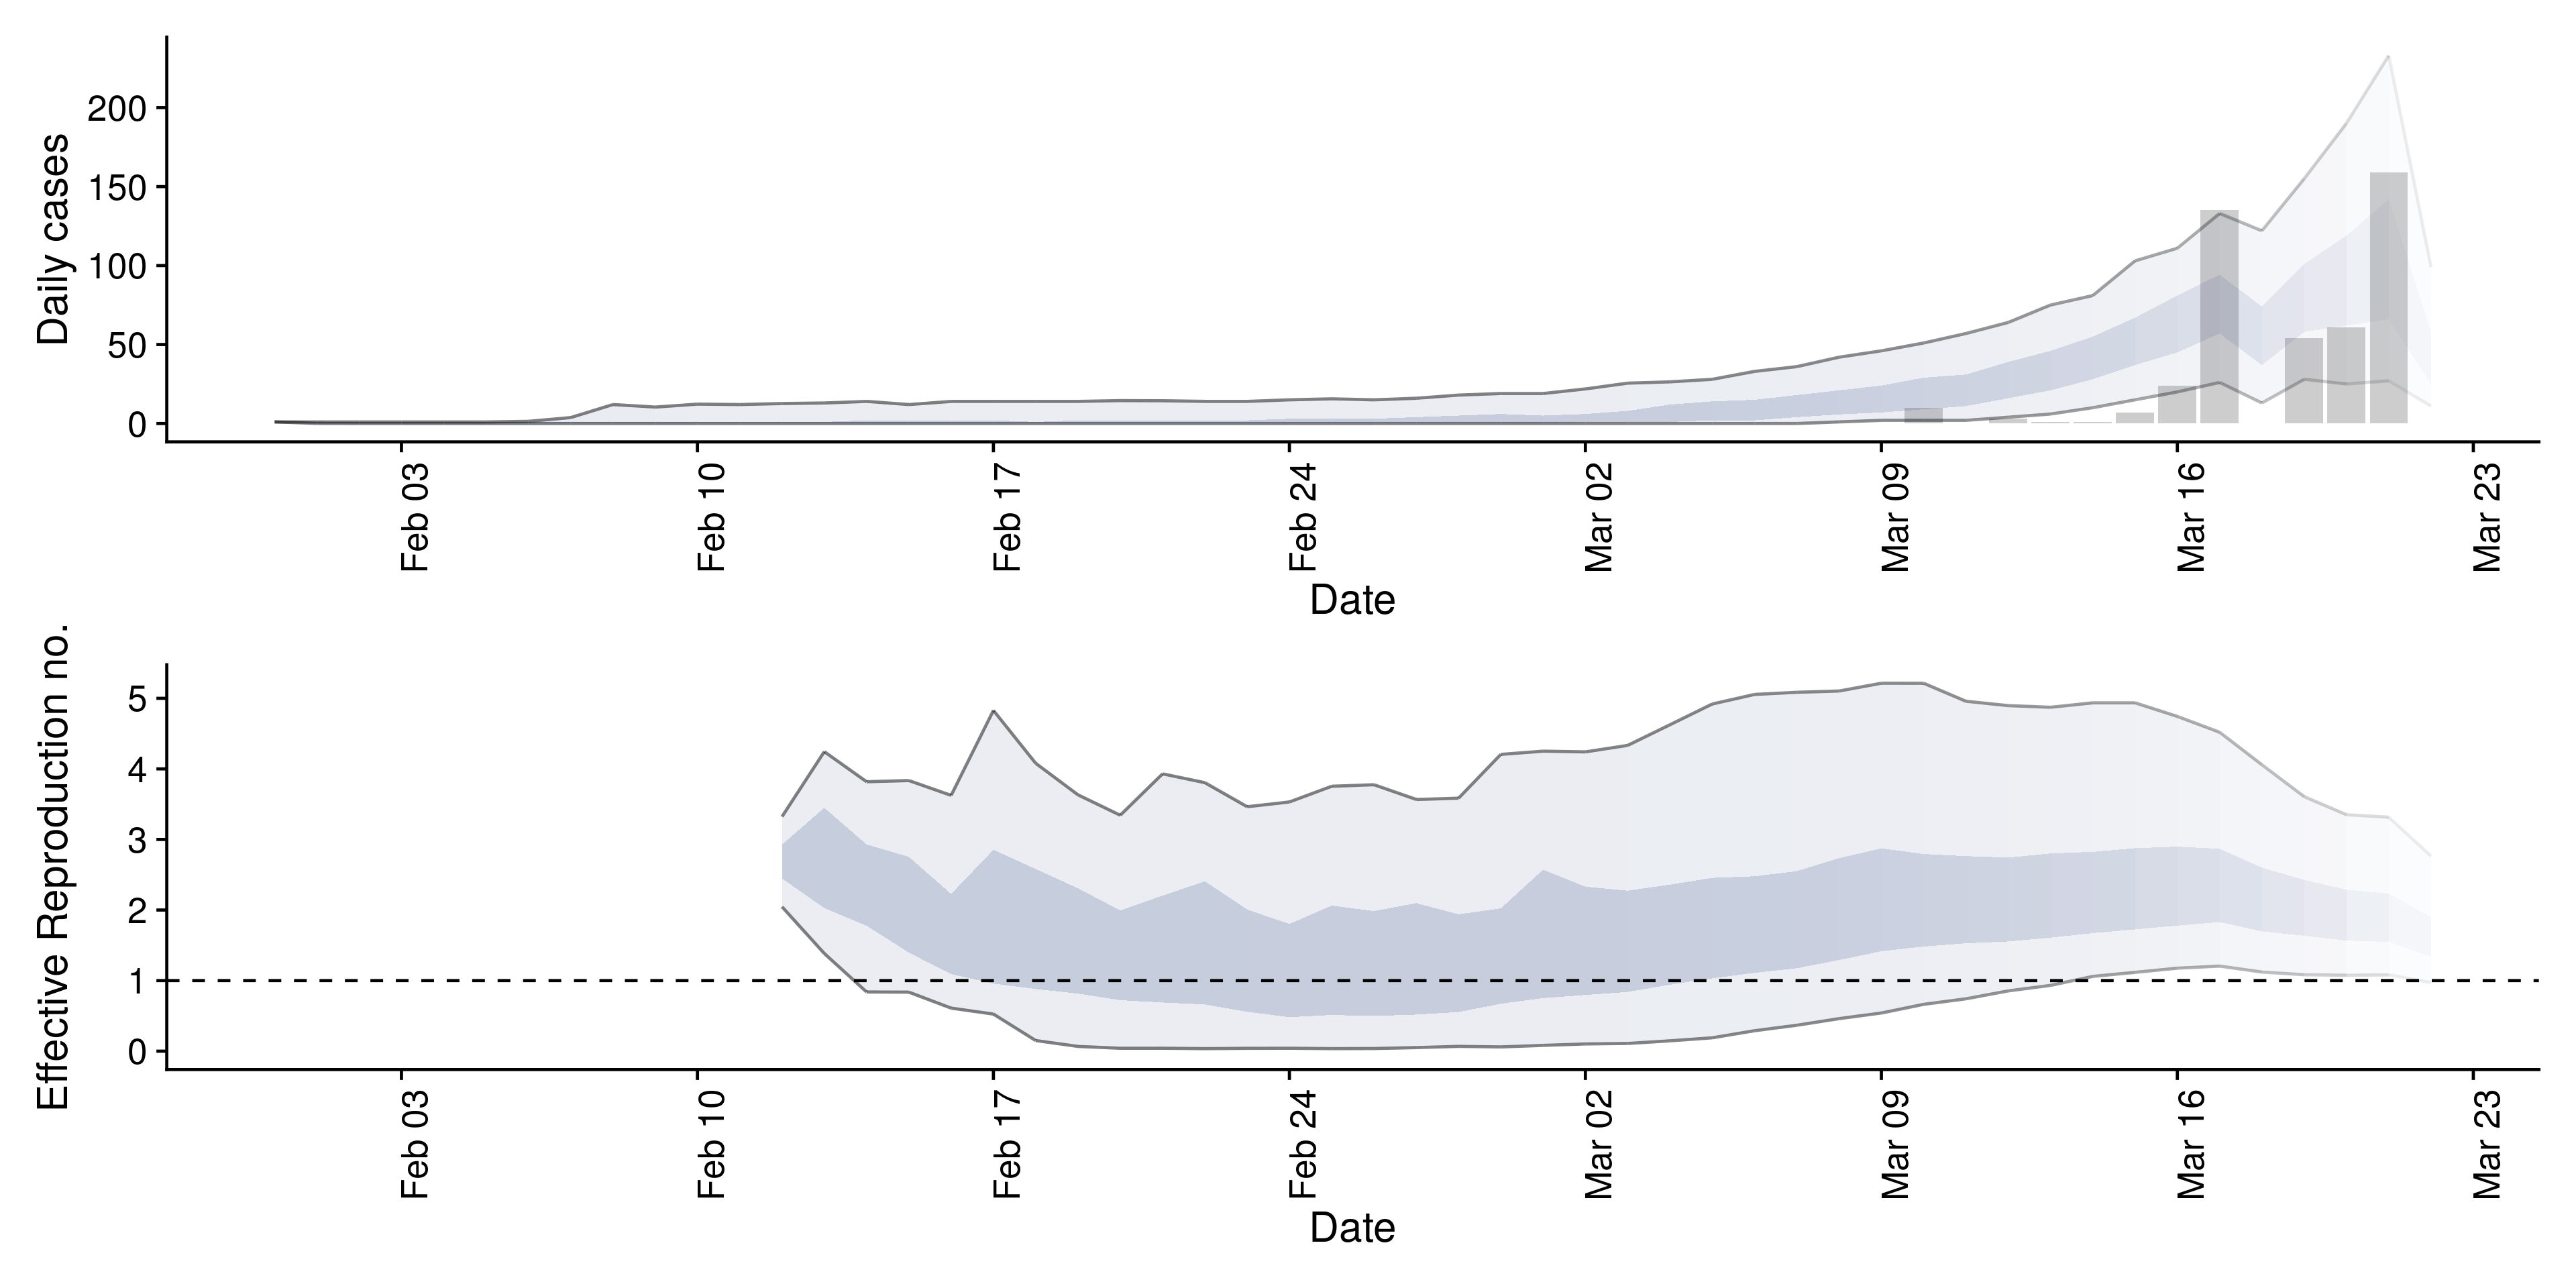 Daily cases
200
150
100
50
0
Feb 03
Feb 10
Feb 17
Feb 24
Mar 02
Mar 09
Mar 16
Mar 23
Date
Effective Reproduction no.
5
4
3
2
1
0
Feb 03
Feb 10
Feb 17
Feb 24
Mar 02
Mar 09
Mar 16
Mar 23
Date